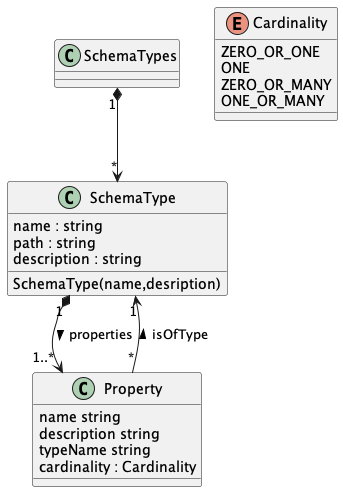 C SchemaTypes
E Cardinality
ZERO_OR_ONE
ONE
ZERO_OR_MANY
ONE_OR_MANY
1
*
C SchemaType
name : string
path : string
description : string
SchemaType(name,desription)
1 1
properties isOfType
1..* *
C Property
name string
description string
typeName string
cardinality : Cardinality